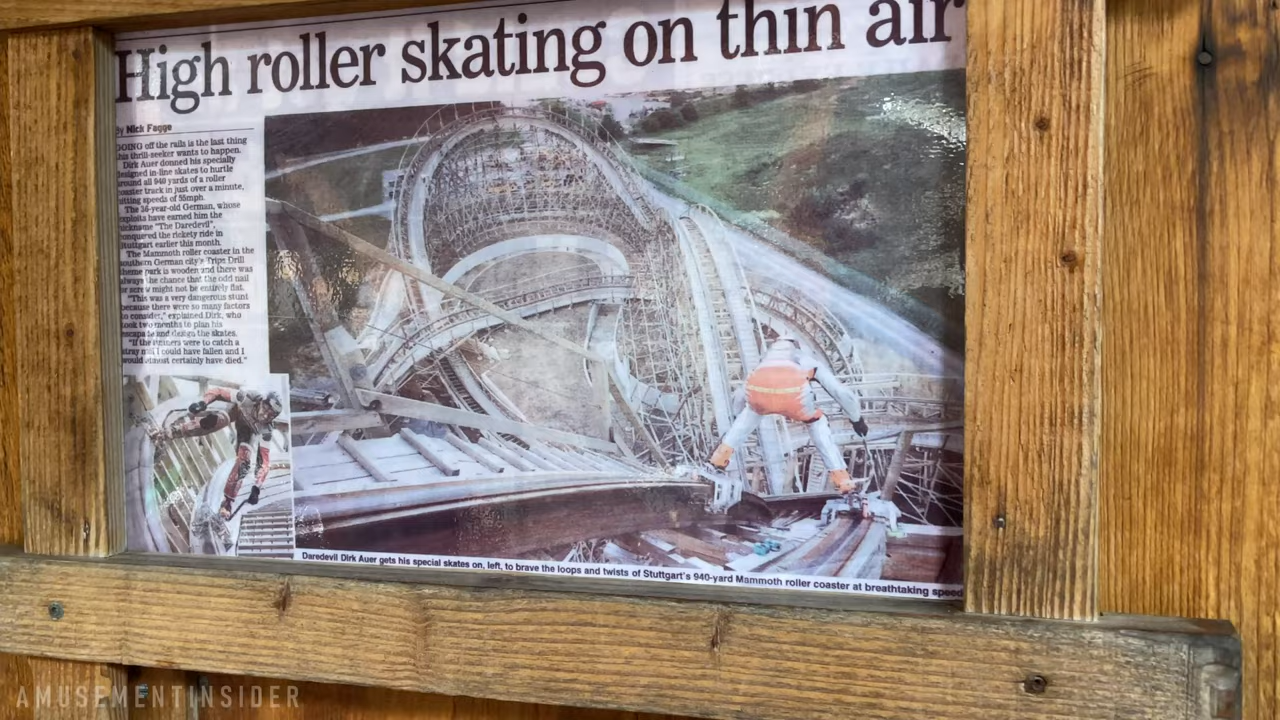 High roller skating on thin air
By Nick Fagge
GOING off the rails is the last thing
this thrill-seeker wants to happen.
Dirk Auer donned his specially
designed in-line skates to hurtle
around all 940 yards of a roller
coaster track in just over a minute,
hitting speeds of 55mph.
The 36-year-old German, whose
exploits have earned him the
nickname "The Daredevil",
conquered the rickety ride in
Stuttgart earlier this month.
The Mammoth roller coaster in the
southern German city's Trips Drill
theme park is wooden and there was
always the chance that the odd nail
or screw might not be entirely flat.
"This was a very dangerous stunt
because there were so many factors
to consider," explained Dirk, who
took two months to plan his
escapade and design the skates.
"If the runners were to catch a
stray nail I could have fallen and I
would almost certainly have died."
Daredevil Dirk Auer gets his special skates on, left, to brave the loops and twists of Stuttgart's 940-yard Mammoth roller coaster at breathtaking speed
AMUSEMENTINSIDER